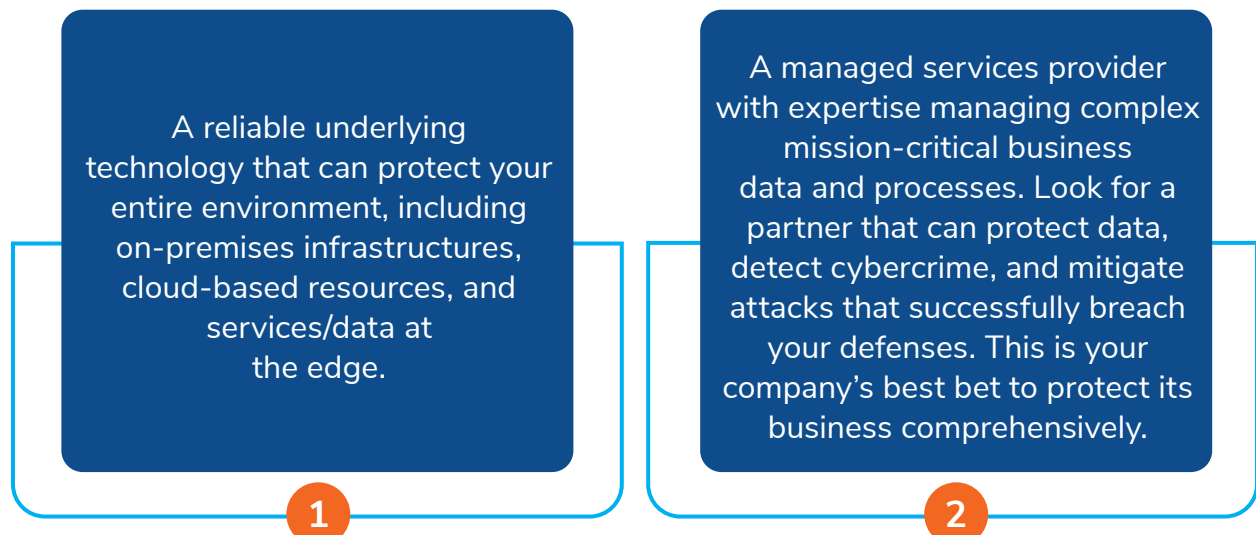 A reliable underlying
technology that can protect your
entire environment, including
on-premises infrastructures,
cloud-based resources, and
services/data at
the edge.
1
A managed services provider
with expertise managing complex
mission-critical business
data and processes. Look for a
partner that can protect data,
detect cybercrime, and mitigate
attacks that successfully breach
your defenses. This is your
company’s best bet to protect its
business comprehensively.
2